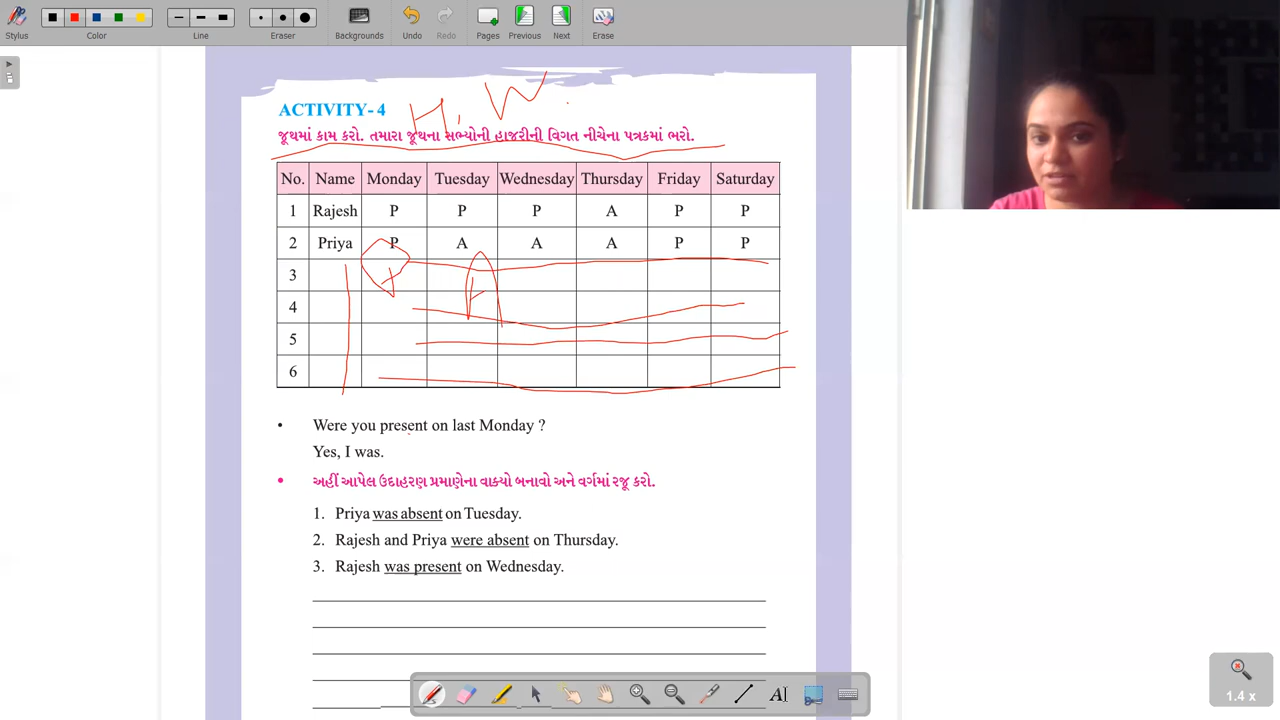 Stylus Color Line Eraser Backgrounds Undo Redo Pages Previous Next Erase
ACTIVITY- 4 H.W
જૂથમાં કામ કરો. તમારા જૂથના સભ્યોની હાજરીની વિગત નીચેના પત્રકમાં ભરો.
No. Name Monday Tuesday Wednesday Thursday Friday Saturday
1 Rajesh P P P A P P
2 Priya P A A A P P
3
4
5
6
• Were you present on last Monday ?
Yes, I was.
• અહીં આપેલ ઉદાહરણ પ્રમાણેના વાક્યો બનાવો અને વર્ગમાં રજૂ કરો.
1. Priya was absent on Tuesday.
2. Rajesh and Priya were absent on Thursday.
3. Rajesh was present on Wednesday.
1.4 x